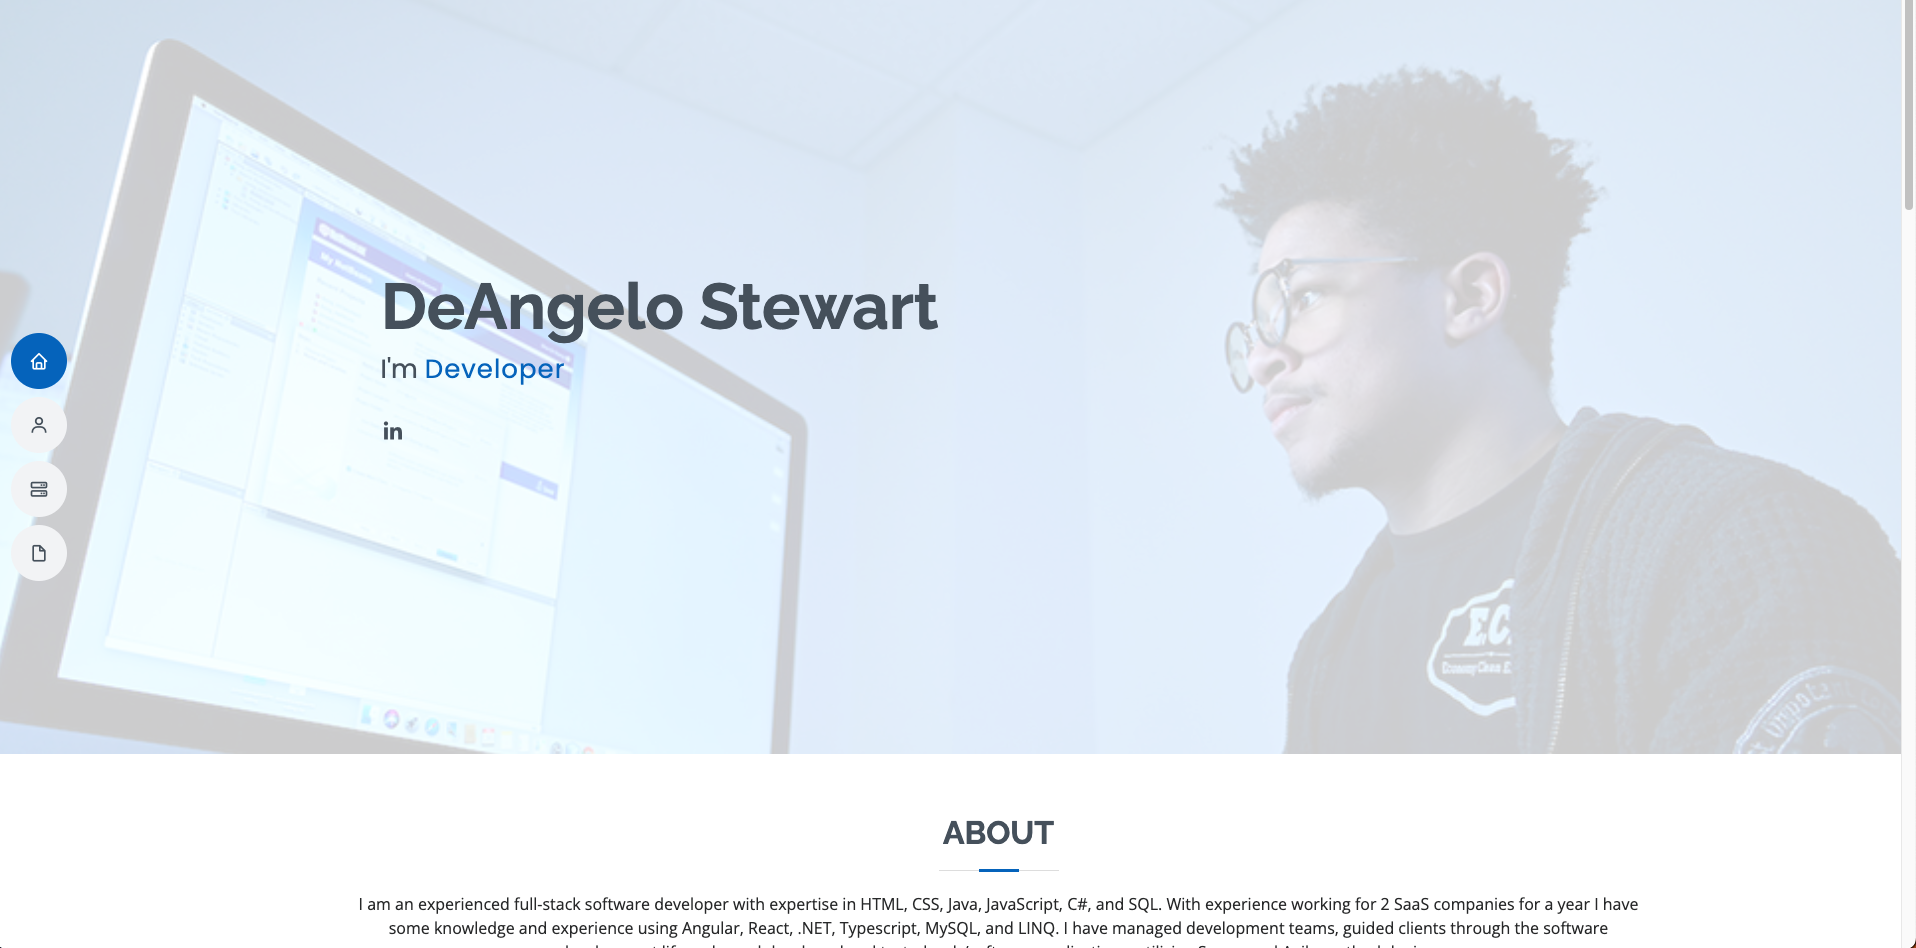 DeAngelo Stewart
I'm Developer
in
ABOUT
I am an experienced full-stack software developer with expertise in HTML, CSS, Java, JavaScript, C#, and SQL. With experience working for 2 SaaS companies for a year I have
some knowledge and experience using Angular, React, .NET, Typescript, MySQL, and LINQ. I have managed development teams, guided clients through the software